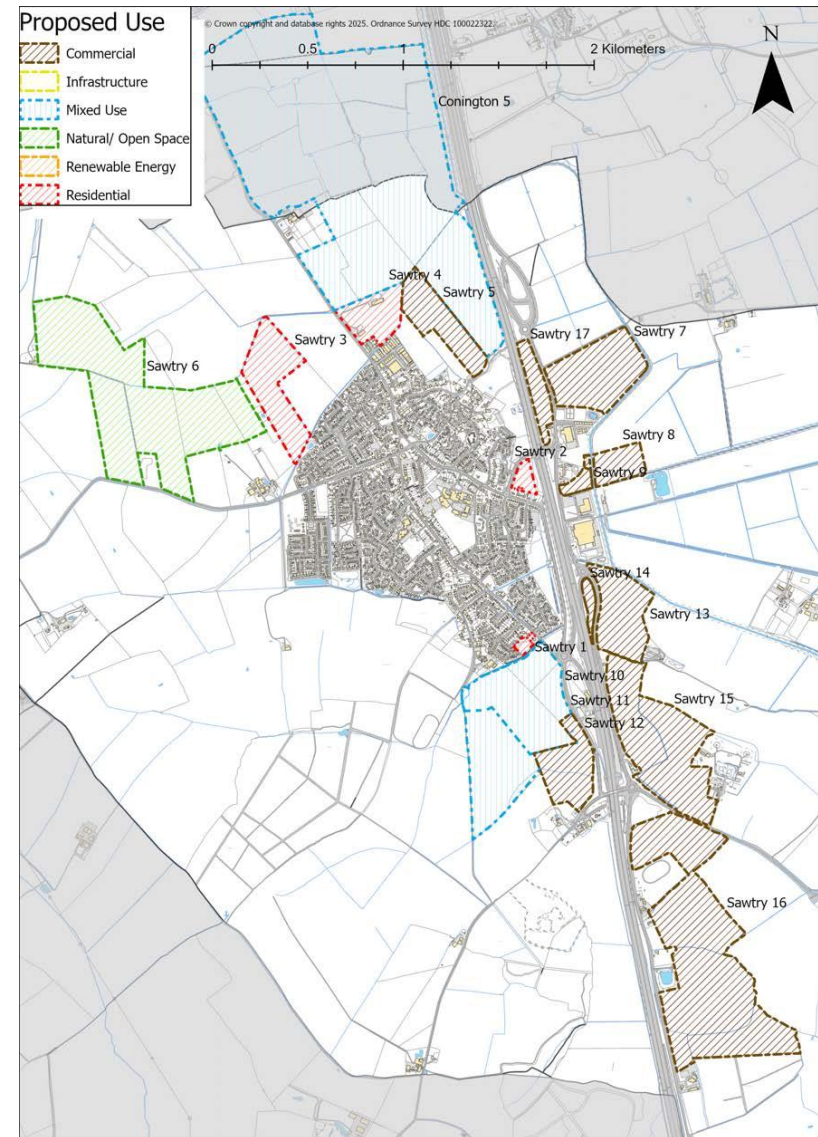 Proposed Use
Commercial
Infrastructure
Mixed Use
Natural/ Open Space
Renewable Energy
Residential
© Crown copyright and database rights 2025. Ordnance Survey HDC 100022322.
0 0.5 1 2 Kilometers
N
Conington 5
Sawtry 4
Sawtry 5
Sawtry 17
Sawtry 7
Sawtry 3
Sawtry 6
Sawtry 8
Sawtry 2
Sawtry 9
Sawtry 14
Sawtry 13
Sawtry 1
Sawtry 10
Sawtry 11
Sawtry 15
Sawtry 12
Sawtry 16